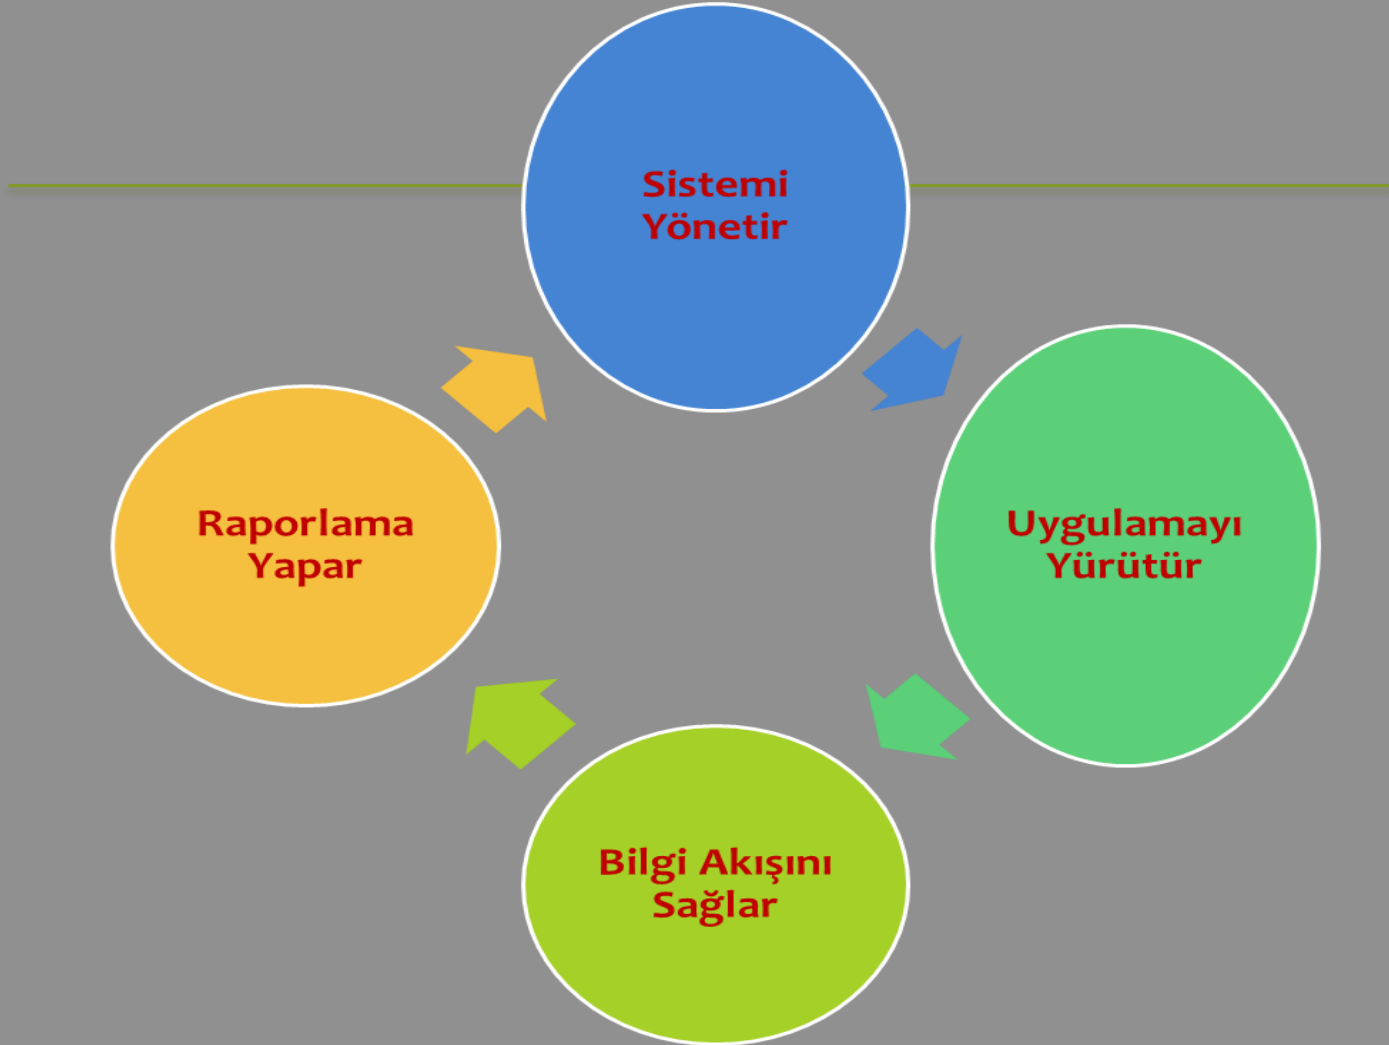 Sistemi
Yönetir
Uygulamayı
Yürütür
Bilgi Akışını
Sağlar
Raporlama
Yapar